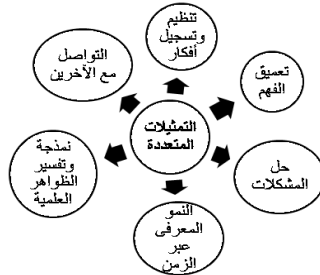 تنظيم
وتسجيل
أفكار
التواصل
مع الآخرين
تعميق
الفهم
التمثيلات
المتعددة
نمذجة
وتفسير
الظواهر
العلمية
حل
المشكلات
النمو
المعرفى
عبر
الزمن